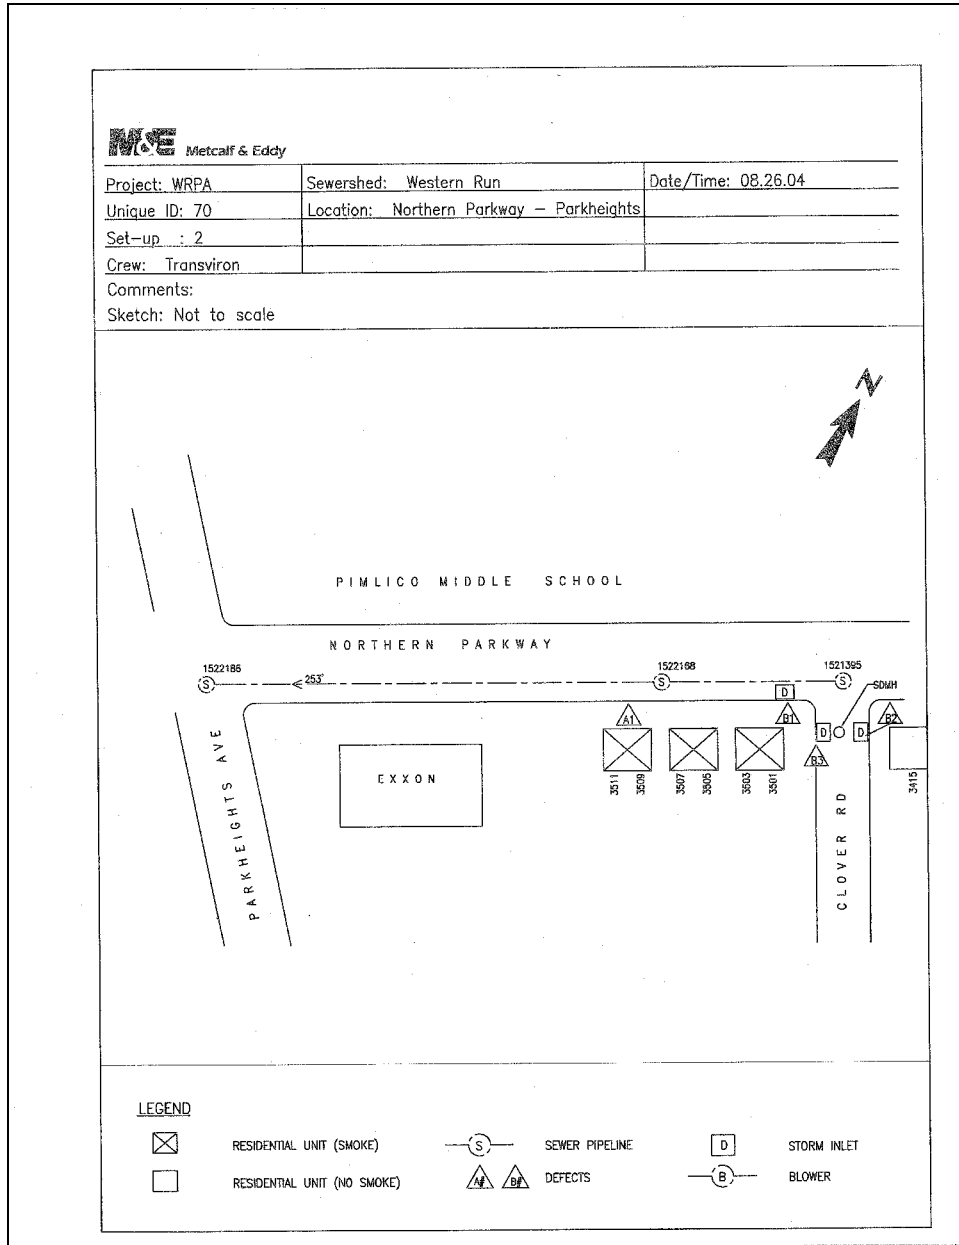 M&E Metcalf & Eddy
Project: WRPA
Sewershed: Western Run
Date/Time: 08.26.04
Unique ID: 70
Location: Northern Parkway – Parkheights
Set-up : 2
Crew: Transviron
Comments:
Sketch: Not to scale
N
PIMLICO MIDDLE SCHOOL
NORTHERN PARKWAY
1522186
1522168
1521395
S
253'
S
S
SDMH
D
A1
B1
B2
D
D
B3
EXXON
3511
3509
3507
3505
3503
3501
3415
PARKHEIGHTS AVE
CLOVER RD
LEGEND
RESIDENTIAL UNIT (SMOKE)
S
SEWER PIPELINE
D
STORM INLET
RESIDENTIAL UNIT (NO SMOKE)
A#
B#
DEFECTS
B
BLOWER